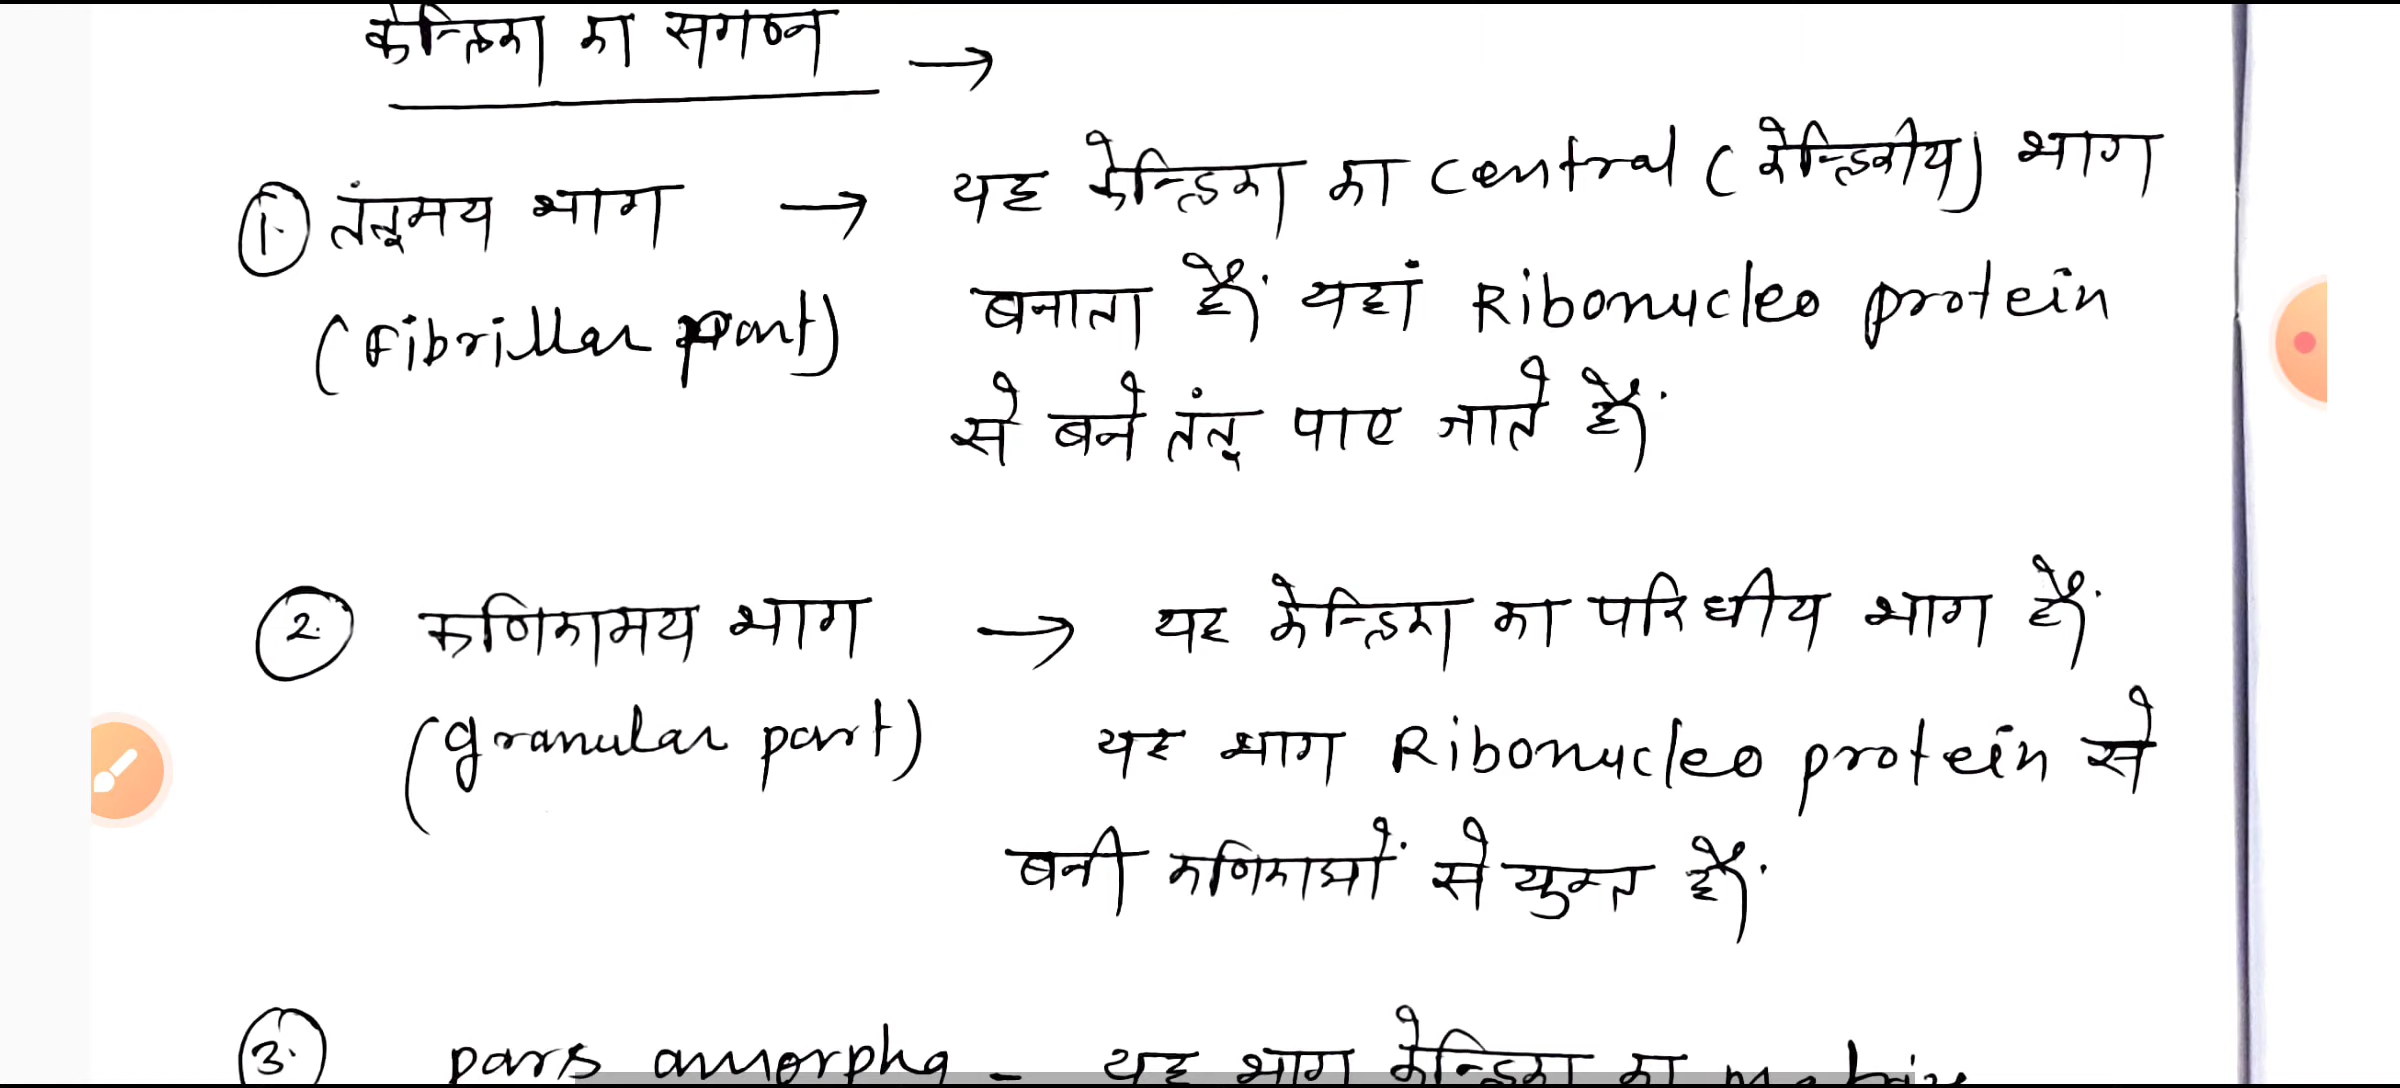 केन्द्रिका का संगठन →
① तंतूमय भाग → यह केन्द्रिका का central (केन्द्रिकीय) भाग
(Fibrillar part) बनाता हैं। यहां Ribonucleo protein
से बने तंतू पाए जाते हैं।
② कणिकामय भाग → यह केन्द्रिका का परिधीय भाग हैं।
(granular part) यह भाग Ribonucleo protein से
बनी कणिकाओं से युक्त हैं।
③ pars amorpha - यह भाग केन्द्रिका का matrix